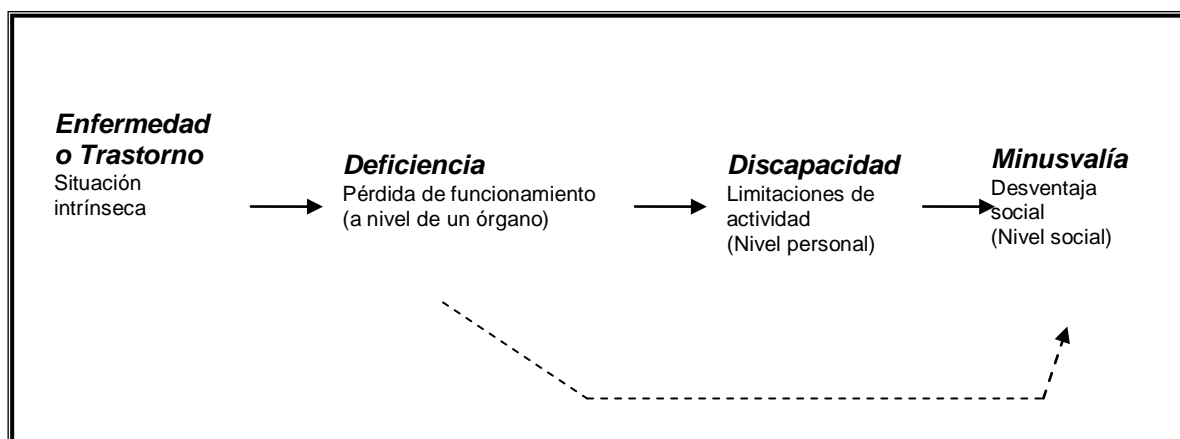 Enfermedad
o Trastorno
Situación
intrínseca
Deficiencia
Pérdida de funcionamiento
(a nivel de un órgano)
Discapacidad
Limitaciones de
actividad
(Nivel personal)
Minusvalía
Desventaja
social
(Nivel social)